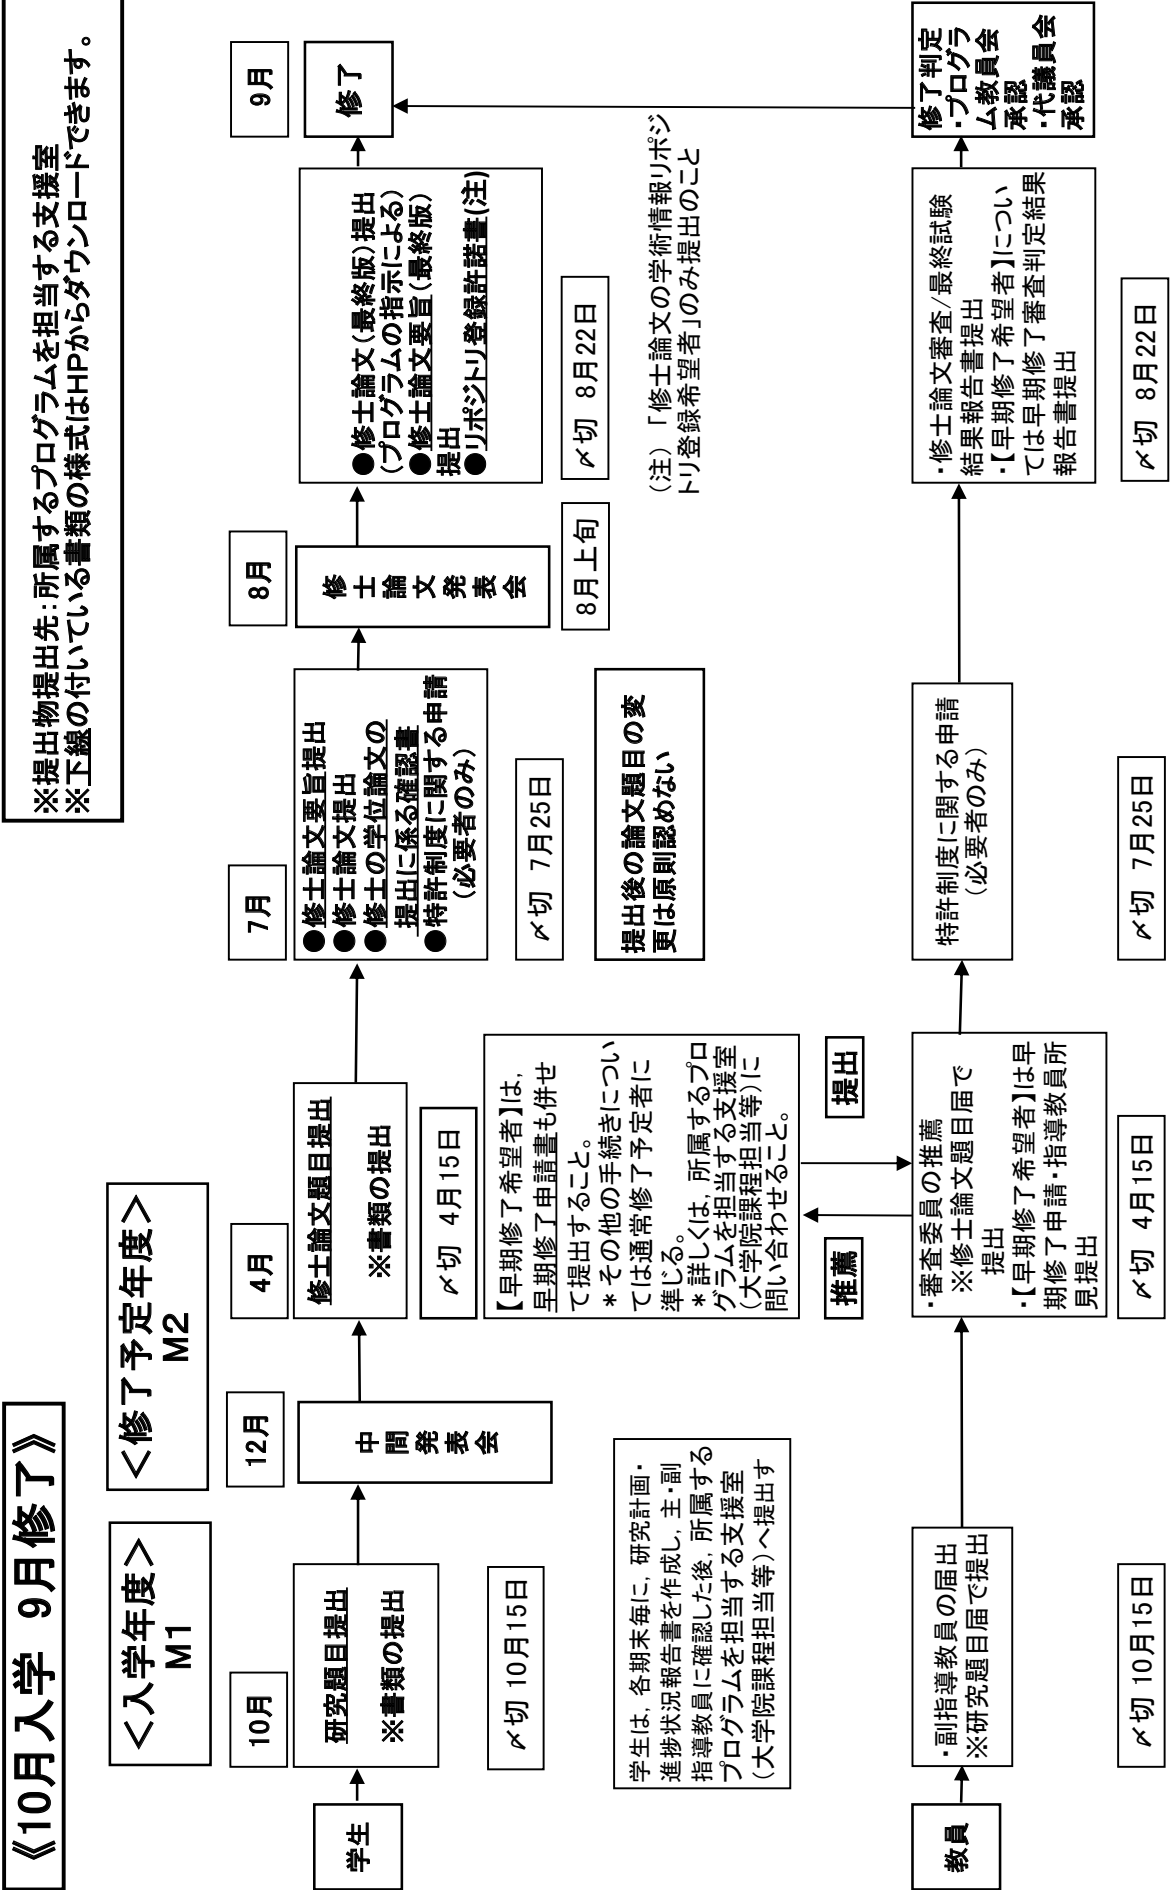 《10月入学　9月修了》
※提出物提出先：所属するプログラムを担当する支援室
※下線の付いている書類の様式はHPからダウンロードできます。
＜入学年度＞
M1
＜修了予定年度＞
M2
10月
12月
4月
7月
8月
9月
学生
研究題目提出
※書類の提出
〆切 10月15日
中間発表会
修士論文題目提出
※書類の提出
〆切 4月15日
●修士論文要旨提出
●修士論文提出
●修士の学位論文の
提出に係る確認書
●特許制度に関する申請
（必要者のみ）
〆切 7月25日
修士論文発表会
8月上旬
●修士論文（最終版）提出
（プログラムの指示による）
●修士論文要旨（最終版）
提出
●リポジトリ登録許諾書(注)
〆切 8月22日
修了
学生は，各期末毎に，研究計画・
進捗状況報告書を作成し，主・副
指導教員に確認した後，所属する
プログラムを担当する支援室
（大学院課程担当等）へ提出す
【早期修了希望者】は，
早期修了申請書も併せ
て提出すること。
＊その他の手続きについ
ては通常修了予定者に
準じる。
＊詳しくは，所属するプロ
グラムを担当する支援室
（大学院課程担当等）に
問い合わせること。
提出後の論文題目の変
更は原則認めない
（注）「修士論文の学術情報リポジ
トリ登録希望者」のみ提出のこと
推薦
提出
教員
・副指導教員の届出
※研究題目届で提出
〆切 10月15日
・審査委員の推薦
※修士論文題目届で
提出
・【早期修了希望者】は早
期修了申請・指導教員所
見提出
〆切 4月15日
特許制度に関する申請
（必要者のみ）
〆切 7月25日
・修士論文審査/最終試験
結果報告書提出
・【早期修了希望者】につい
ては早期修了審査判定結果
報告書提出
〆切 8月22日
修了判定
・プログラ
ム教員会
承認
・代議員会
承認